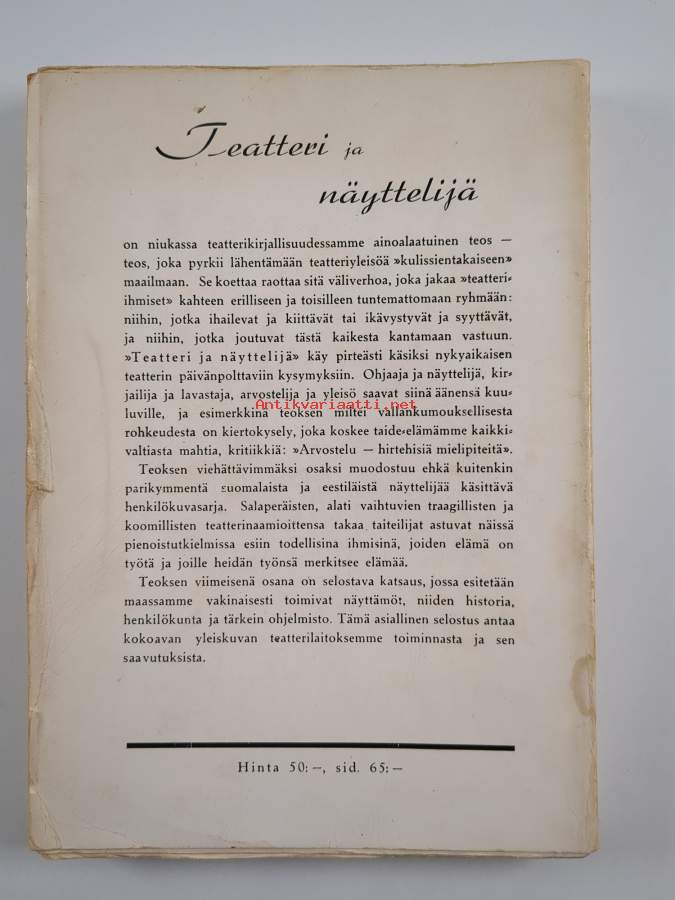 Teatteri ja
näyttelijä
on niukassa teatterikirjallisuudessamme ainoalaatuinen teos —
teos, joka pyrkii lähentämään teatteriyleisöä »kulissientakaiseen»
maailmaan. Se koettaa raottaa sitä väliverhoa, joka jakaa »teatteri-
ihmiset» kahteen erilliseen ja toisilleen tuntemattomaan ryhmään:
niihin, jotka ihailevat ja kiittävät tai ikävystyvät ja syyttävät,
ja niihin, jotka joutuvat tästä kaikesta kantamaan vastuun.
»Teatteri ja näyttelijä» käy pirteästi käsiksi nykyaikaisen
teatterin päivänpolttaviin kysymyksiin. Ohjaaja ja näyttelijä, kir-
jailija ja lavastaja, arvostelija ja yleisö saavat siinä äänensä kuu-
luville, ja esimerkkinä teoksen miltei vallankumouksellisesta
Antikvariaatti.net
rohkeudesta on kiertokysely, joka koskee taide-elämämme kaikki-
valtiasta mahtia, kritiikkiä: »Arvostelu — hirtehisiä mielipiteitä».
Teoksen viehättävimmäksi osaksi muodostuu ehkä kuitenkin
parikymmentä suomalaista ja eestiläistä näyttelijää käsittävä
henkilökuvasarja. Salaperäisten, alati vaihtuvien traagillisten ja
koomillisten teatterinaamioittensa takaa taiteilijat astuvat näissä
pienoistutkielmissa esiin todellisina ihmisinä, joiden elämä on
työtä ja joille heidän työnsä merkitsee elämää.
Teoksen viimeisenä osana on selostava katsaus, jossa esitetään
maassamme vakinaisesti toimivat näyttämöt, niiden historia,
henkilökunta ja tärkein ohjelmisto. Tämä asiallinen selostus antaa
kokoavan yleiskuvan teatterilaitoksemme toiminnasta ja sen
saavutuksista.
Hinta 50:—, sid. 65:—